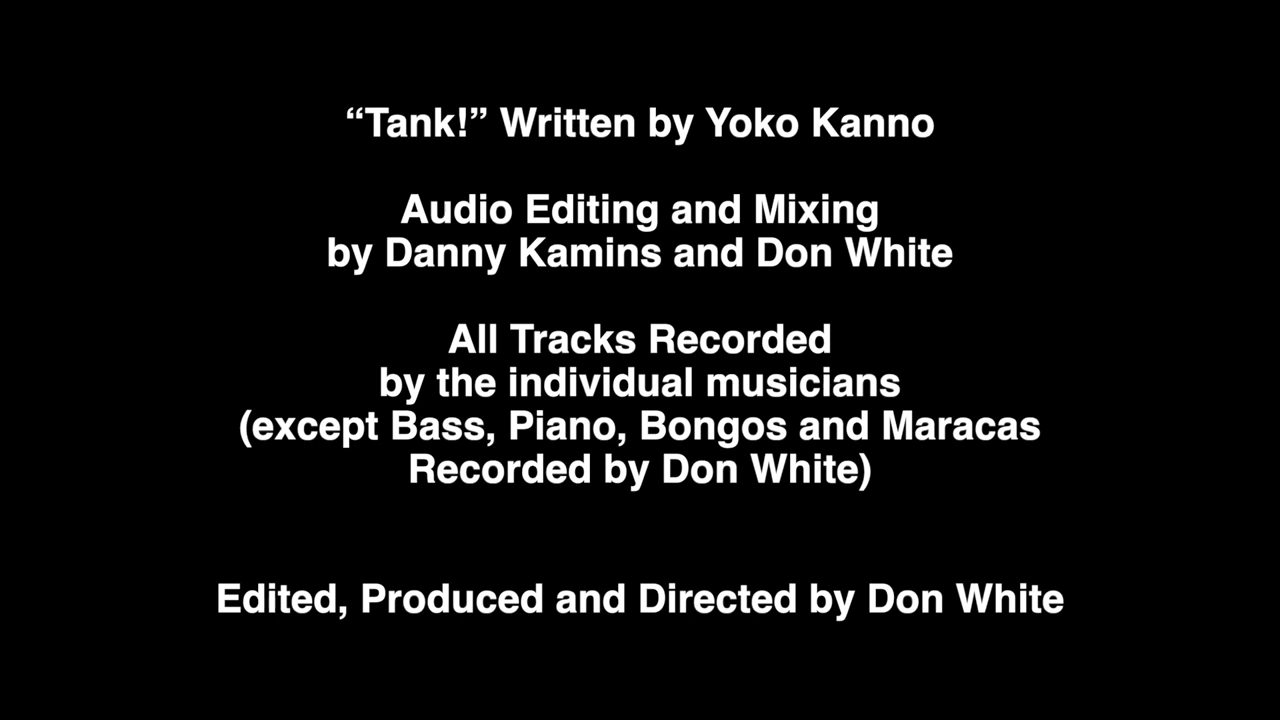 “Tank!” Written by Yoko Kanno
Audio Editing and Mixing
by Danny Kamins and Don White
All Tracks Recorded
by the individual musicians
(except Bass, Piano, Bongos and Maracas
Recorded by Don White)
Edited, Produced and Directed by Don White